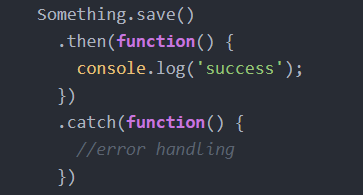 Something.save()
  .then(function() {
    console.log('success');
  })
  .catch(function() {
    //error handling
  })